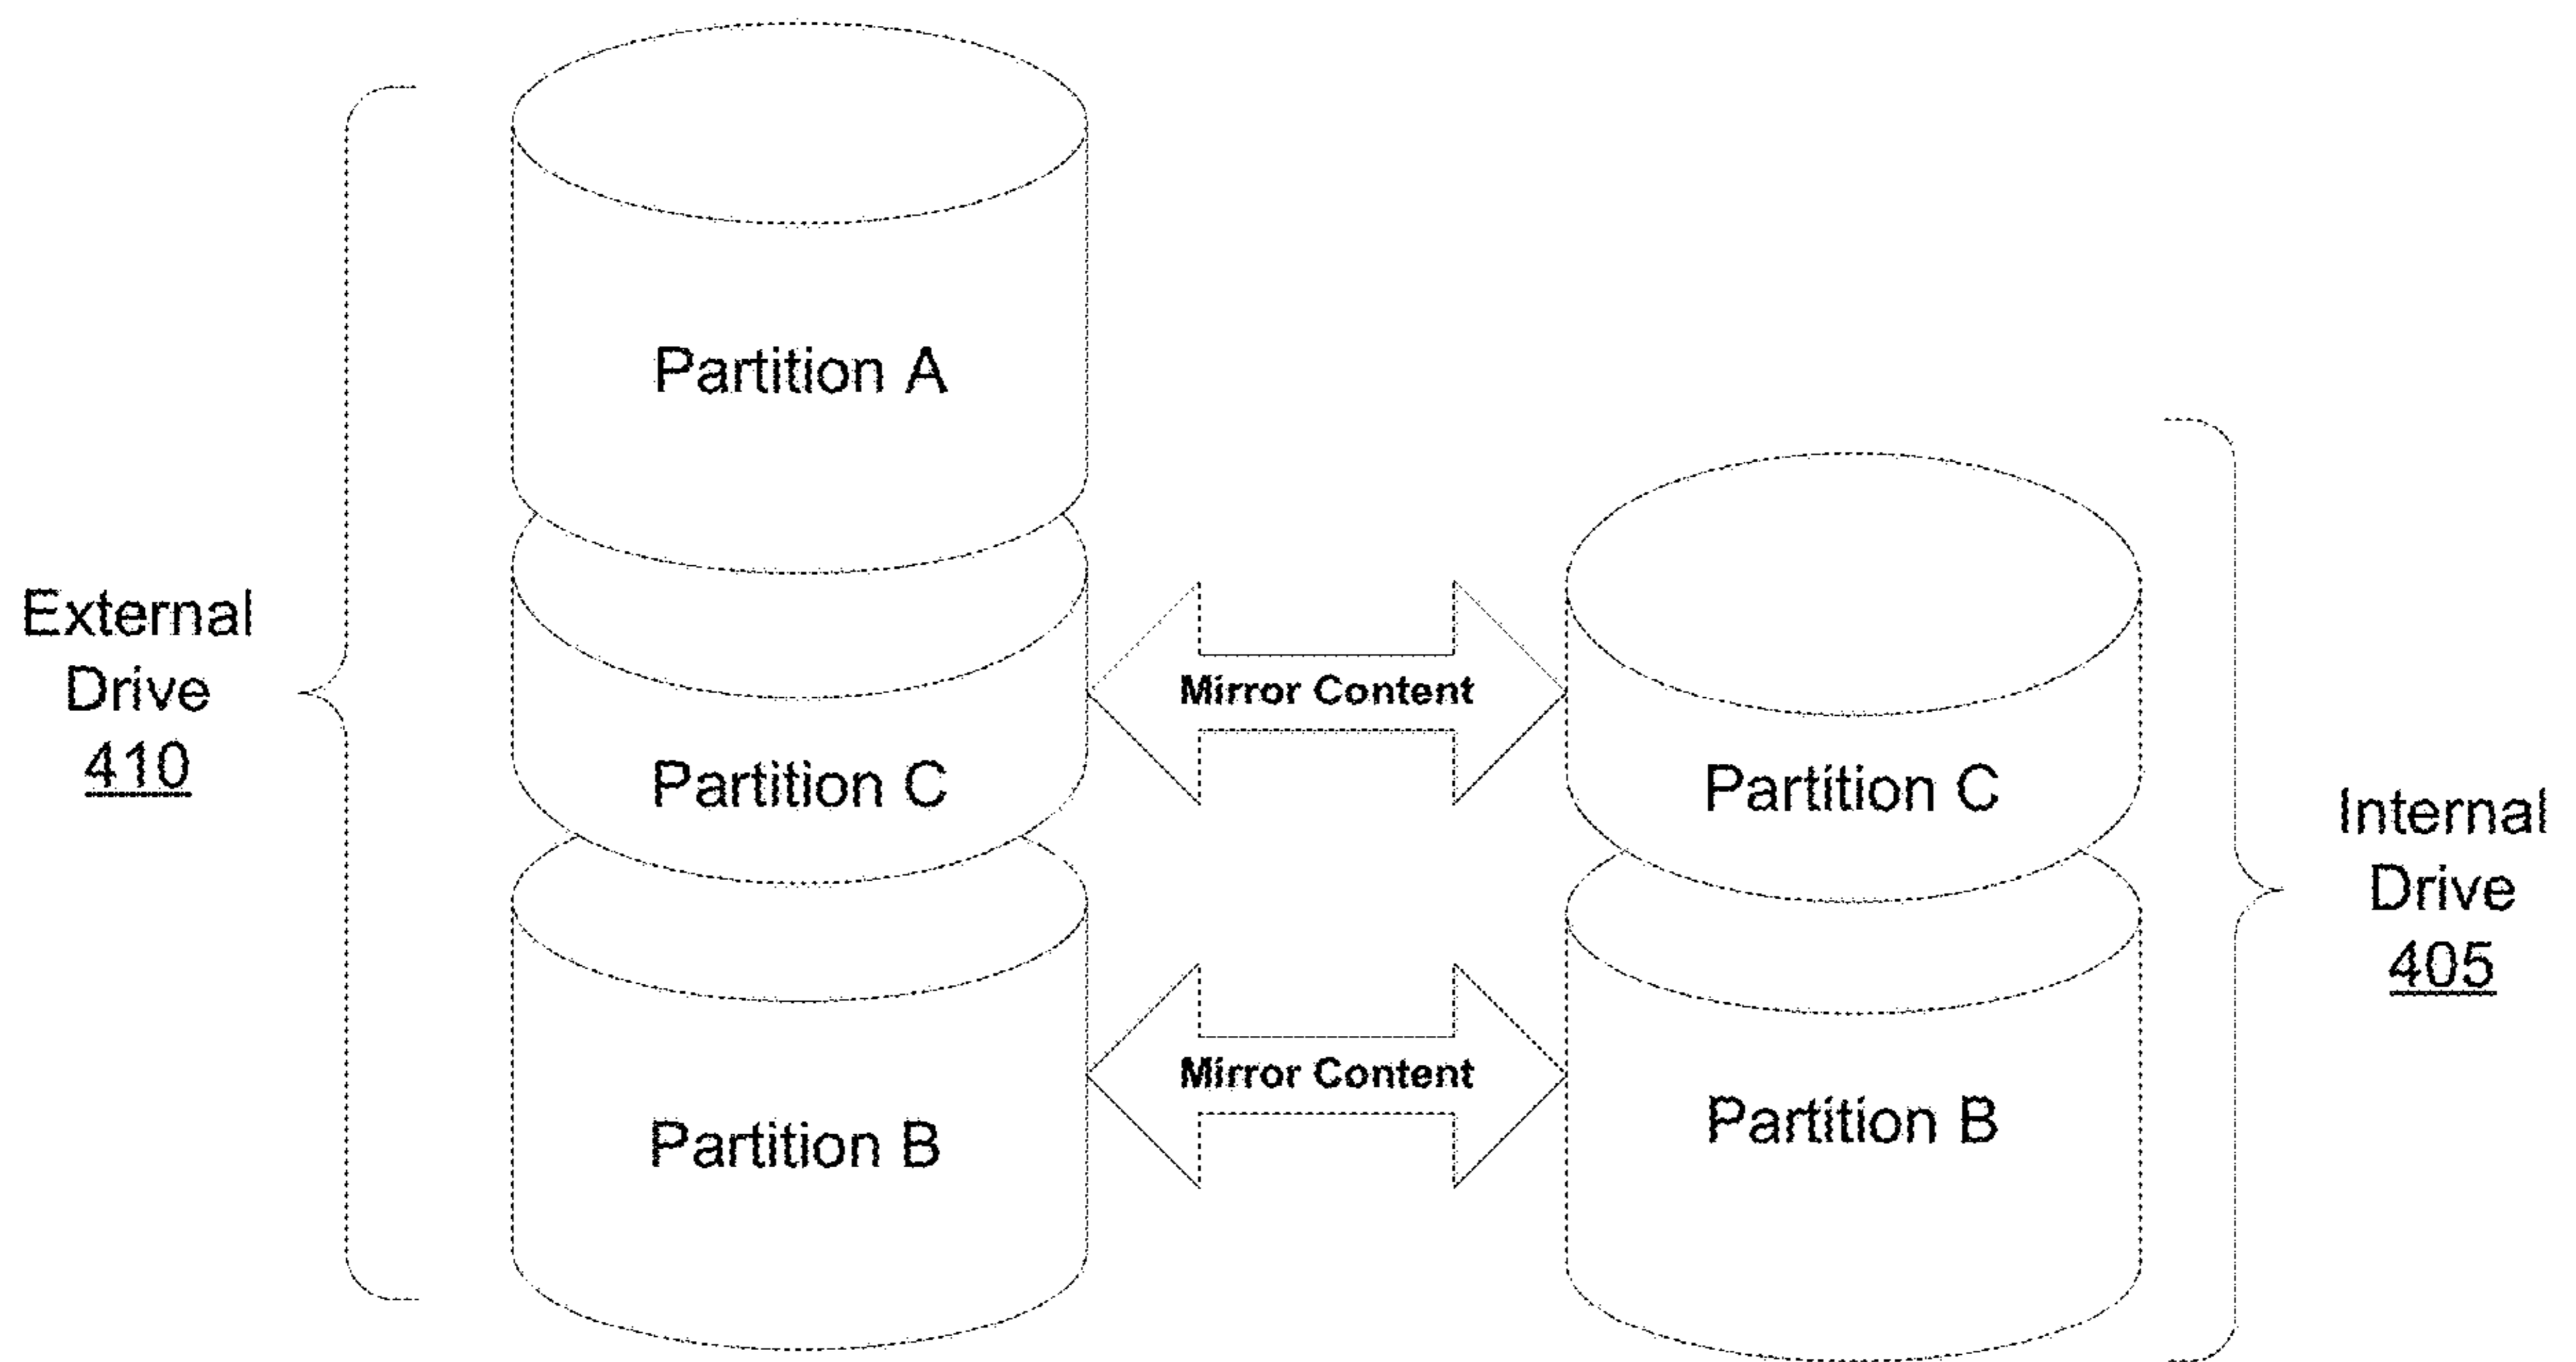 External
Drive
410
Partition A
Partition C
Partition B
Mirror Content
Mirror Content
Partition C
Partition B
Internal
Drive
405